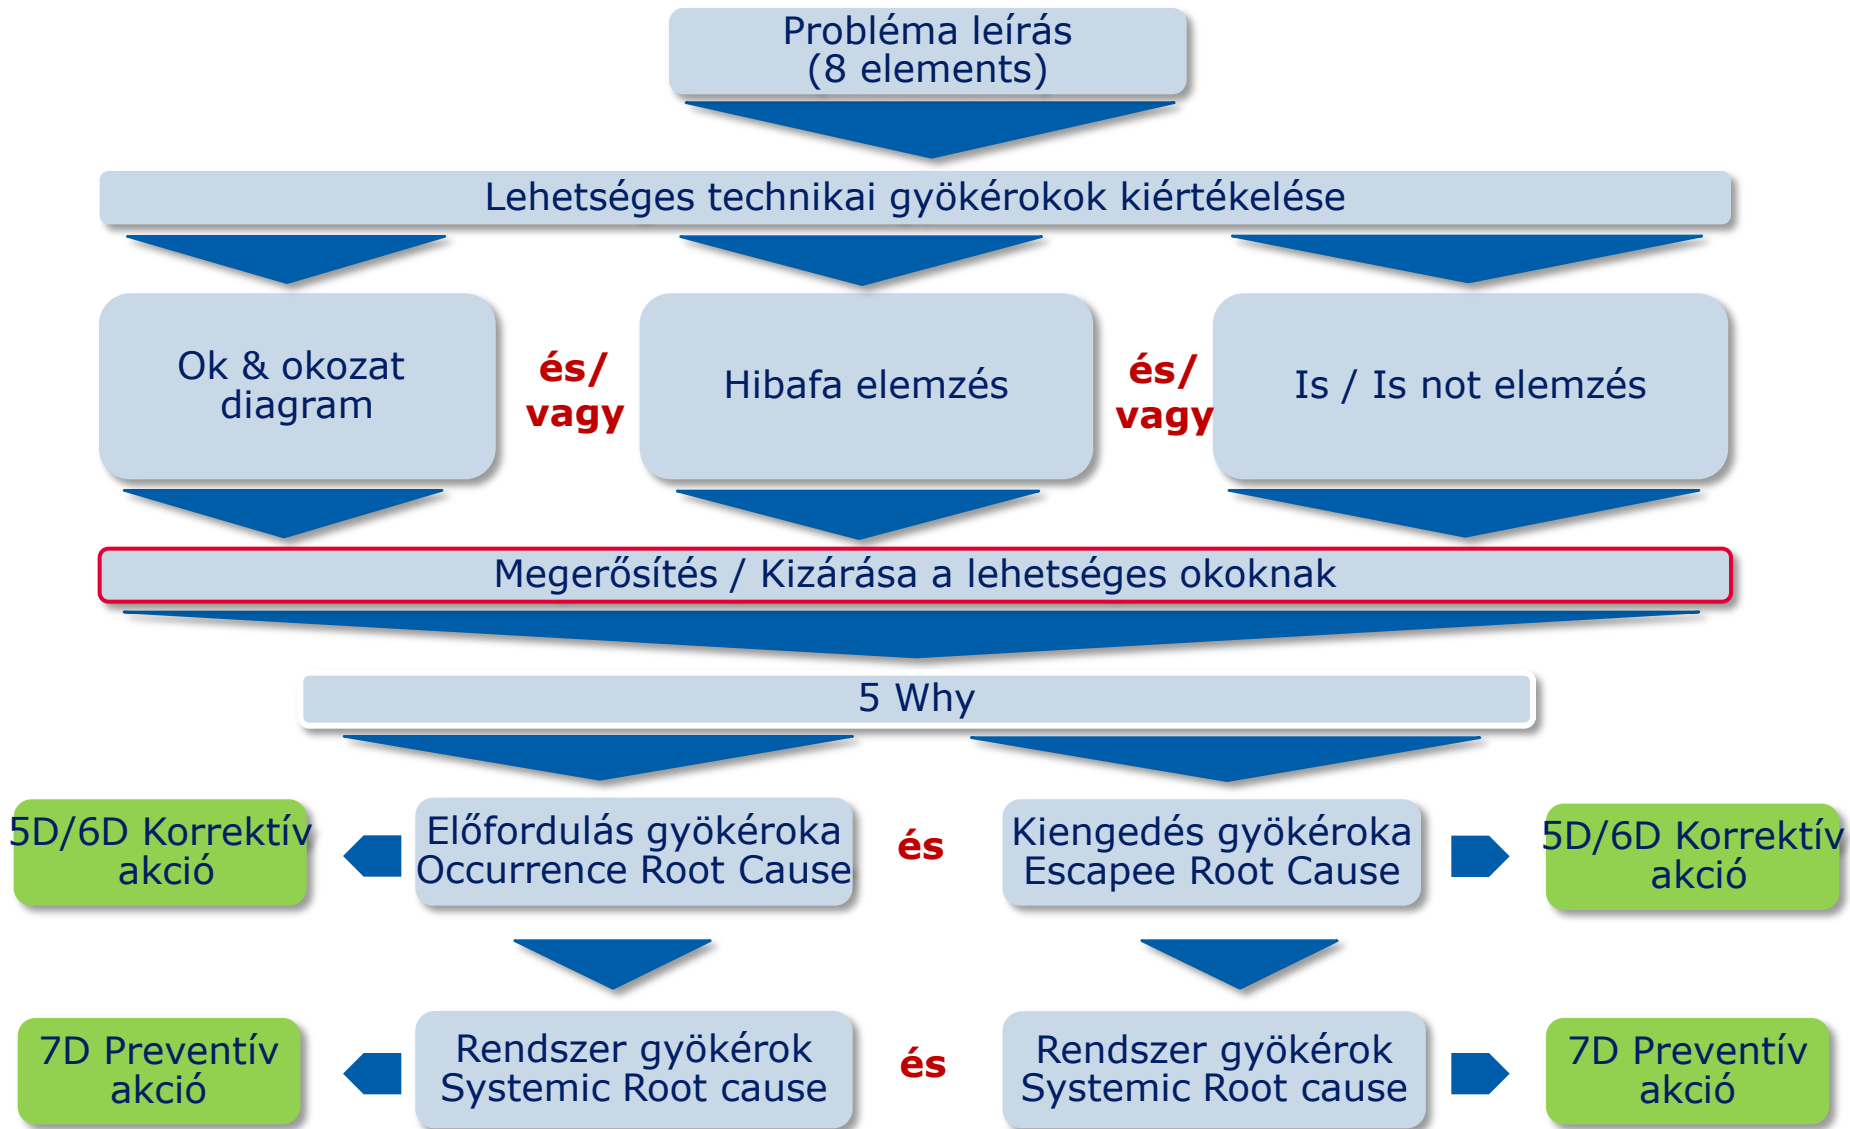 Probléma leírás
(8 elements)
Lehetséges technikai gyökérokok kiértékelése
Ok & okozat
diagram
és/
vagy
Hibafa elemzés
és/
vagy
Is / Is not elemzés
Megerősítés / Kizárása a lehetséges okoknak
5 Why
5D/6D Korrektív
akció
Előfordulás gyökéroka
Occurrence Root Cause
és
Kiengedés gyökéroka
Escapee Root Cause
5D/6D Korrektív
akció
7D Preventív
akció
Rendszer gyökérok
Systemic Root cause
és
Rendszer gyökérok
Systemic Root cause
7D Preventív
akció